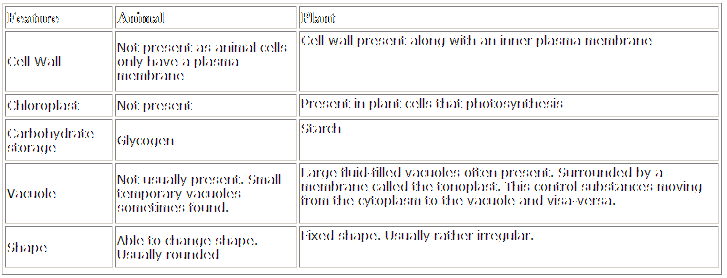 Feature Animal Plant
Cell Wall
Not present as animal cells
only have a plasma
membrane
Cell wall present along with an inner plasma membrane
Chloroplast
Not present
Present in plant cells that photosynthesis
Carbohydrate
storage
Glycogen
Starch
Vacuole
Not usually present. Small
temporary vacuoles
sometimes found.
Large fluid-filled vacuoles often present. Surrounded by a
membrane called the tonoplast. This control substances moving
from the cytoplasm to the vacuole and visa-versa.
Shape
Able to change shape.
Usually rounded
Fixed shape. Usually rather irregular.